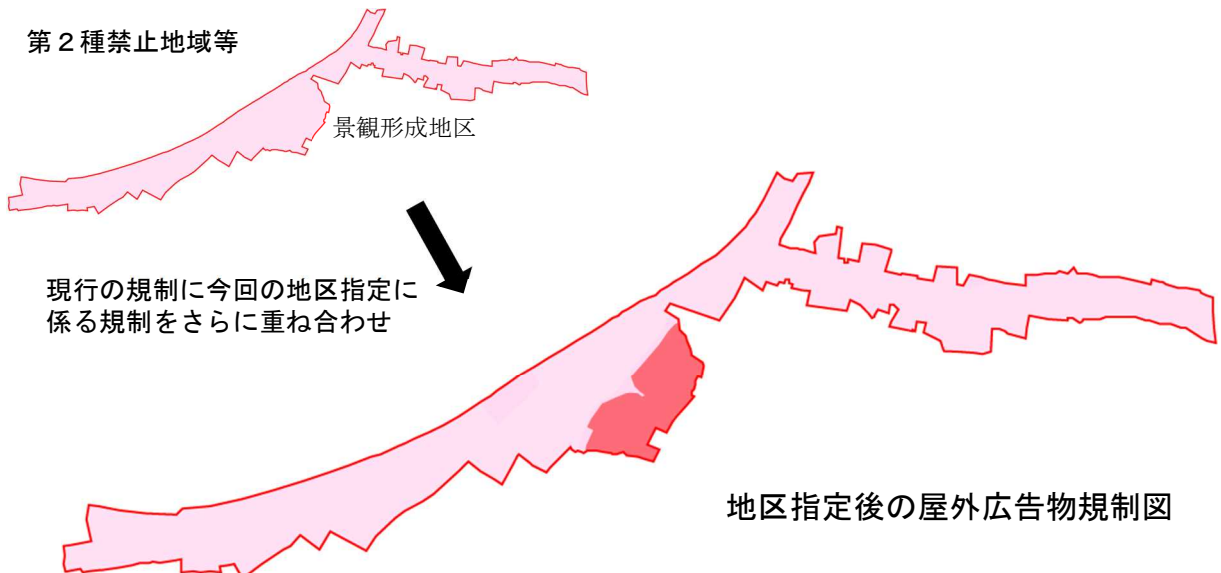 第２種禁止地域等
景観形成地区
現行の規制に今回の地区指定に
係る規制をさらに重ね合わせ
地区指定後の屋外広告物規制図